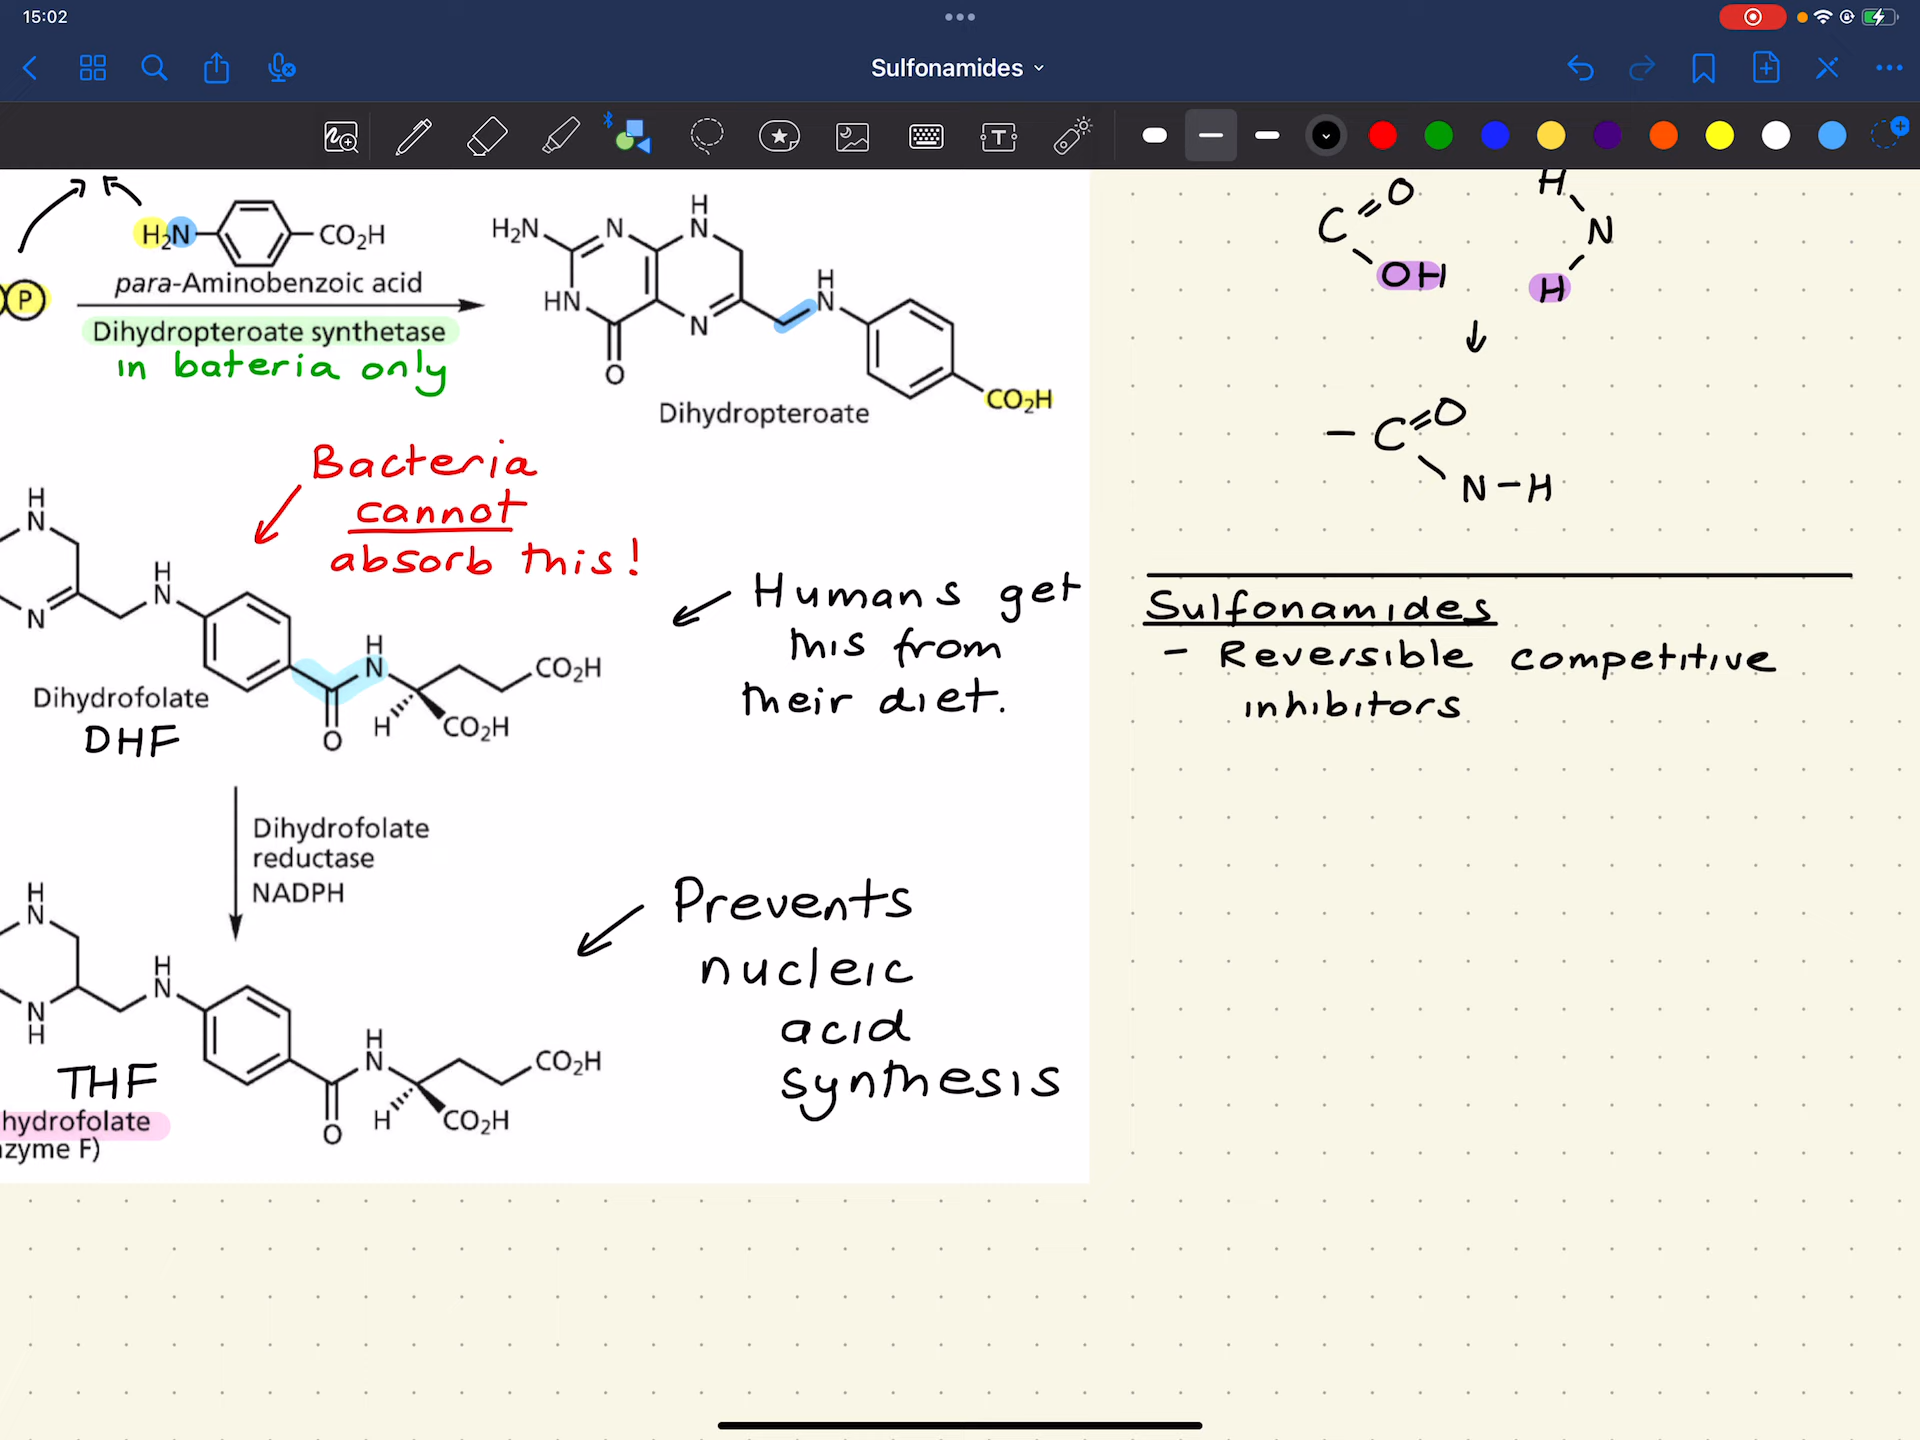 15:02
Sulfonamides
H₂N
CO₂H
para-Aminobenzoic acid
P
Dihydropteroate synthetase
in bateria only
H₂N
N
H
N
HN
N
O
H
N
CO₂H
Dihydropteroate
Bacteria
cannot
absorb this!
H
N
N
H
N
H
N
CO₂H
H
CO₂H
O
Dihydrofolate
DHF
Humans get
this from
their diet.
Dihydrofolate
reductase
NADPH
Prevents
nucleic
acid
synthesis
H
N
N
H
H
N
H
N
CO₂H
H
CO₂H
O
THF
hydrofolate
nzyme F)
C
O
OH
H
N
H
C
O
N-H
Sulfonamides
- Reversible competitive
inhibitors